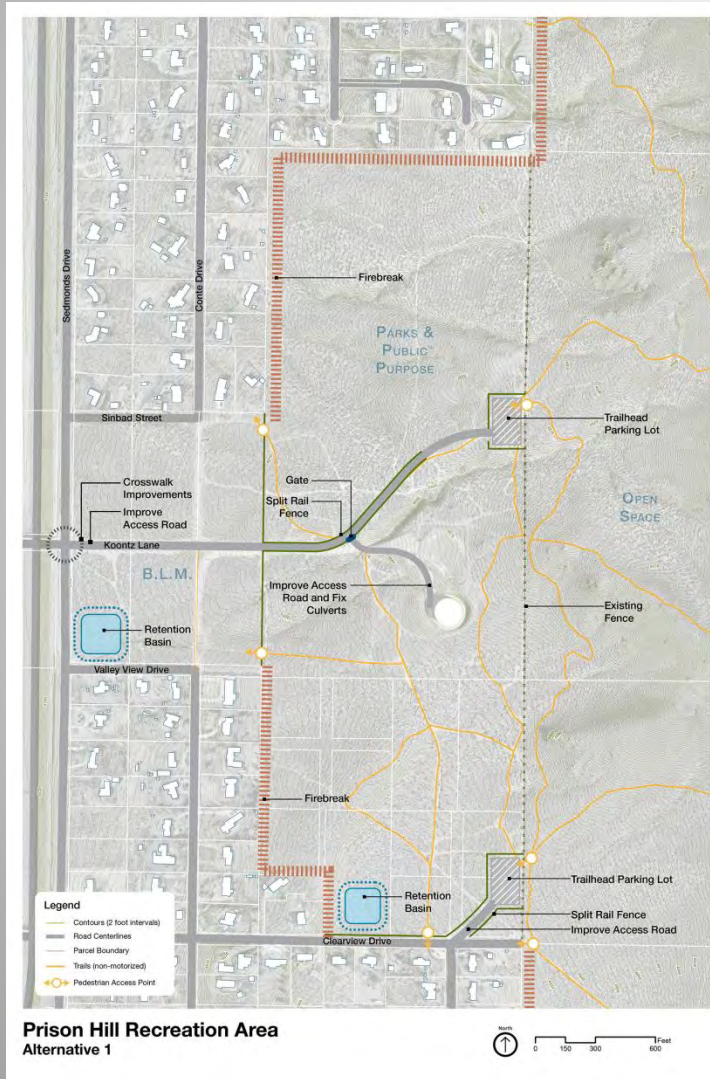 Sedmonds Drive
Conte Drive
Firebreak
PARKS &
PUBLIC
PURPOSE
Sinbad Street
Trailhead
Parking Lot
Crosswalk
Improvements
Gate
Split Rail
Fence
OPEN
SPACE
Improve
Access Road
Koontz Lane
B.L.M.
Improve Access
Road and Fix
Culverts
Existing
Fence
Retention
Basin
Valley View Drive
Firebreak
Trailhead Parking Lot
Retention
Basin
Split Rail Fence
Improve Access Road
Clearview Drive
Legend
Contours (2 foot intervals)
Road Centerlines
Parcel Boundary
Trails (non-motorized)
Pedestrian Access Point
Prison Hill Recreation Area
Alternative 1
North
Feet
0 150 300 600